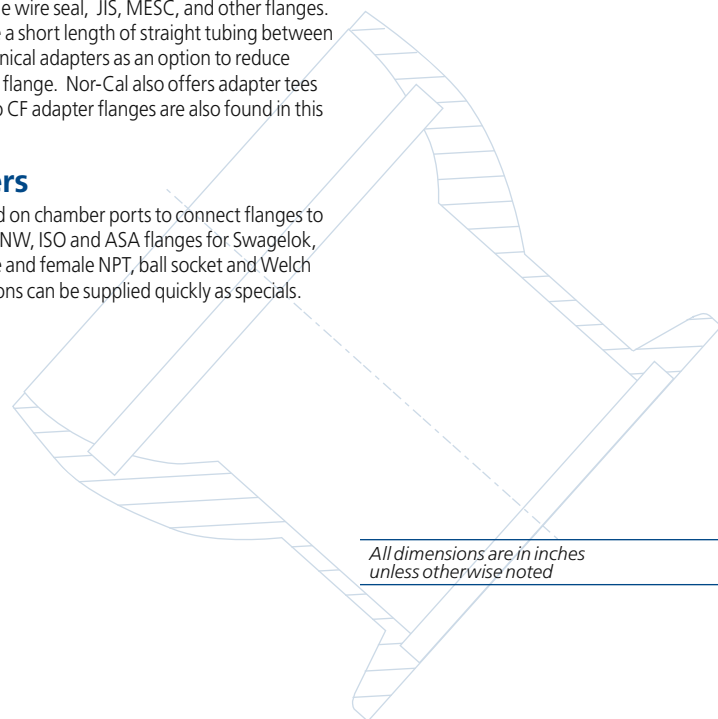 e wire seal, JIS, MESC, and other flanges.
a short length of straight tubing between
nical adapters as an option to reduce
flange. Nor-Cal also offers adapter tees
CF adapter flanges are also found in this
ers
d on chamber ports to connect flanges to
NW, ISO and ASA flanges for Swagelok,
e and female NPT, ball socket and Welch
ons can be supplied quickly as specials.
All dimensions are in inches
unless otherwise noted